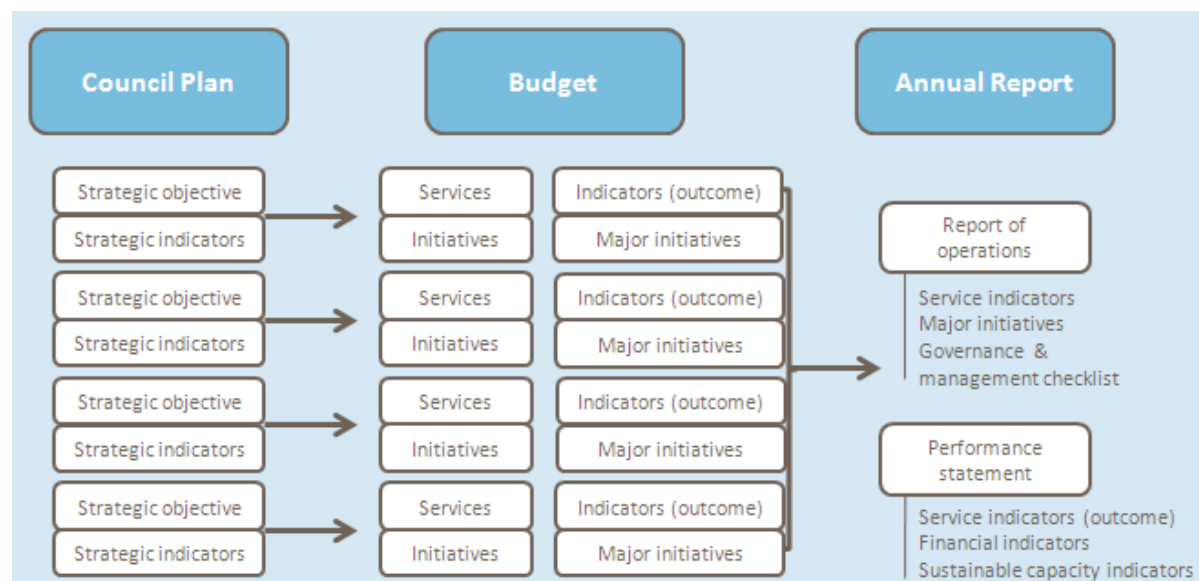 Council Plan
Budget
Annual Report
Strategic objective
Strategic indicators
Services
Initiatives
Indicators (outcome)
Major initiatives
Strategic objective
Strategic indicators
Services
Initiatives
Indicators (outcome)
Major initiatives
Strategic objective
Strategic indicators
Services
Initiatives
Indicators (outcome)
Major initiatives
Strategic objective
Strategic indicators
Services
Initiatives
Indicators (outcome)
Major initiatives
Report of
operations
Service indicators
Major initiatives
Governance &
management checklist
Performance
statement
Service indicators (outcome)
Financial indicators
Sustainable capacity indicators